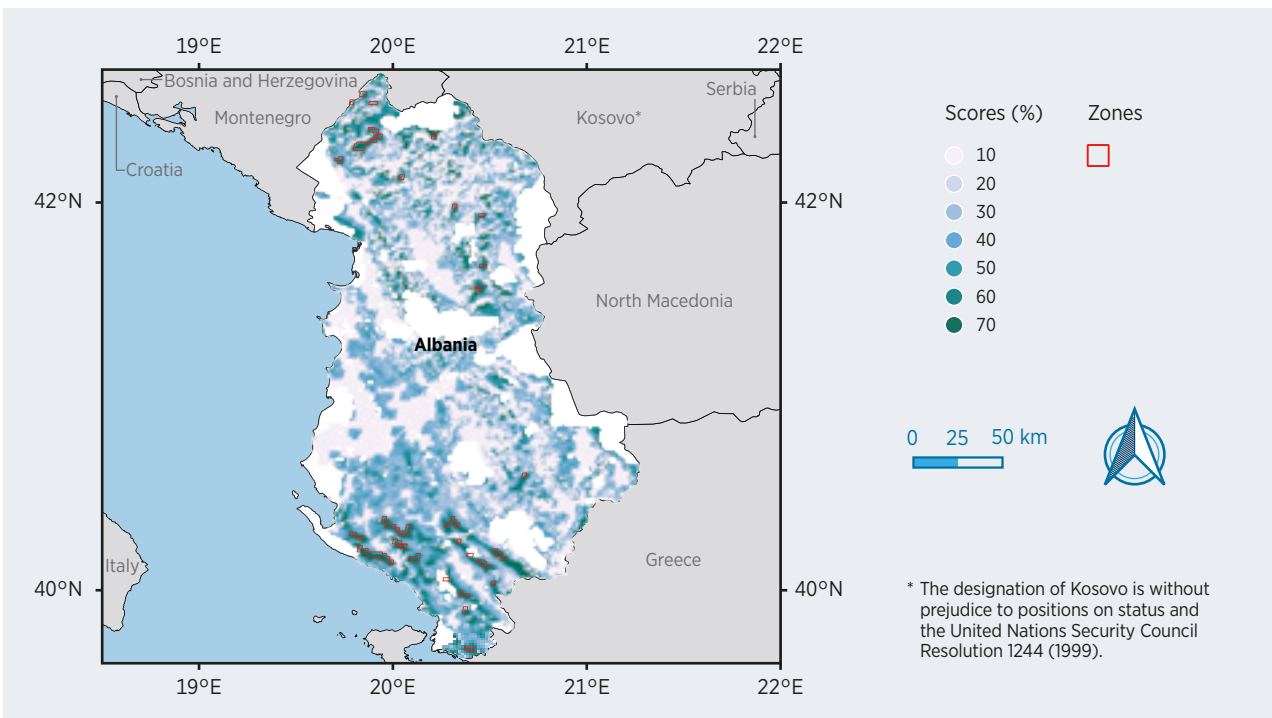 19°E 20°E 21°E 22°E
Bosnia and Herzegovina
Serbia
Montenegro
Kosovo*
Croatia
42°N
42°N
North Macedonia
Albania
Greece
Italy
40°N
40°N
19°E 20°E 21°E 22°E
Scores (%)
Zones
10
20
30
40
50
60
70
0 25 50 km
* The designation of Kosovo is without
prejudice to positions on status and
the United Nations Security Council
Resolution 1244 (1999).